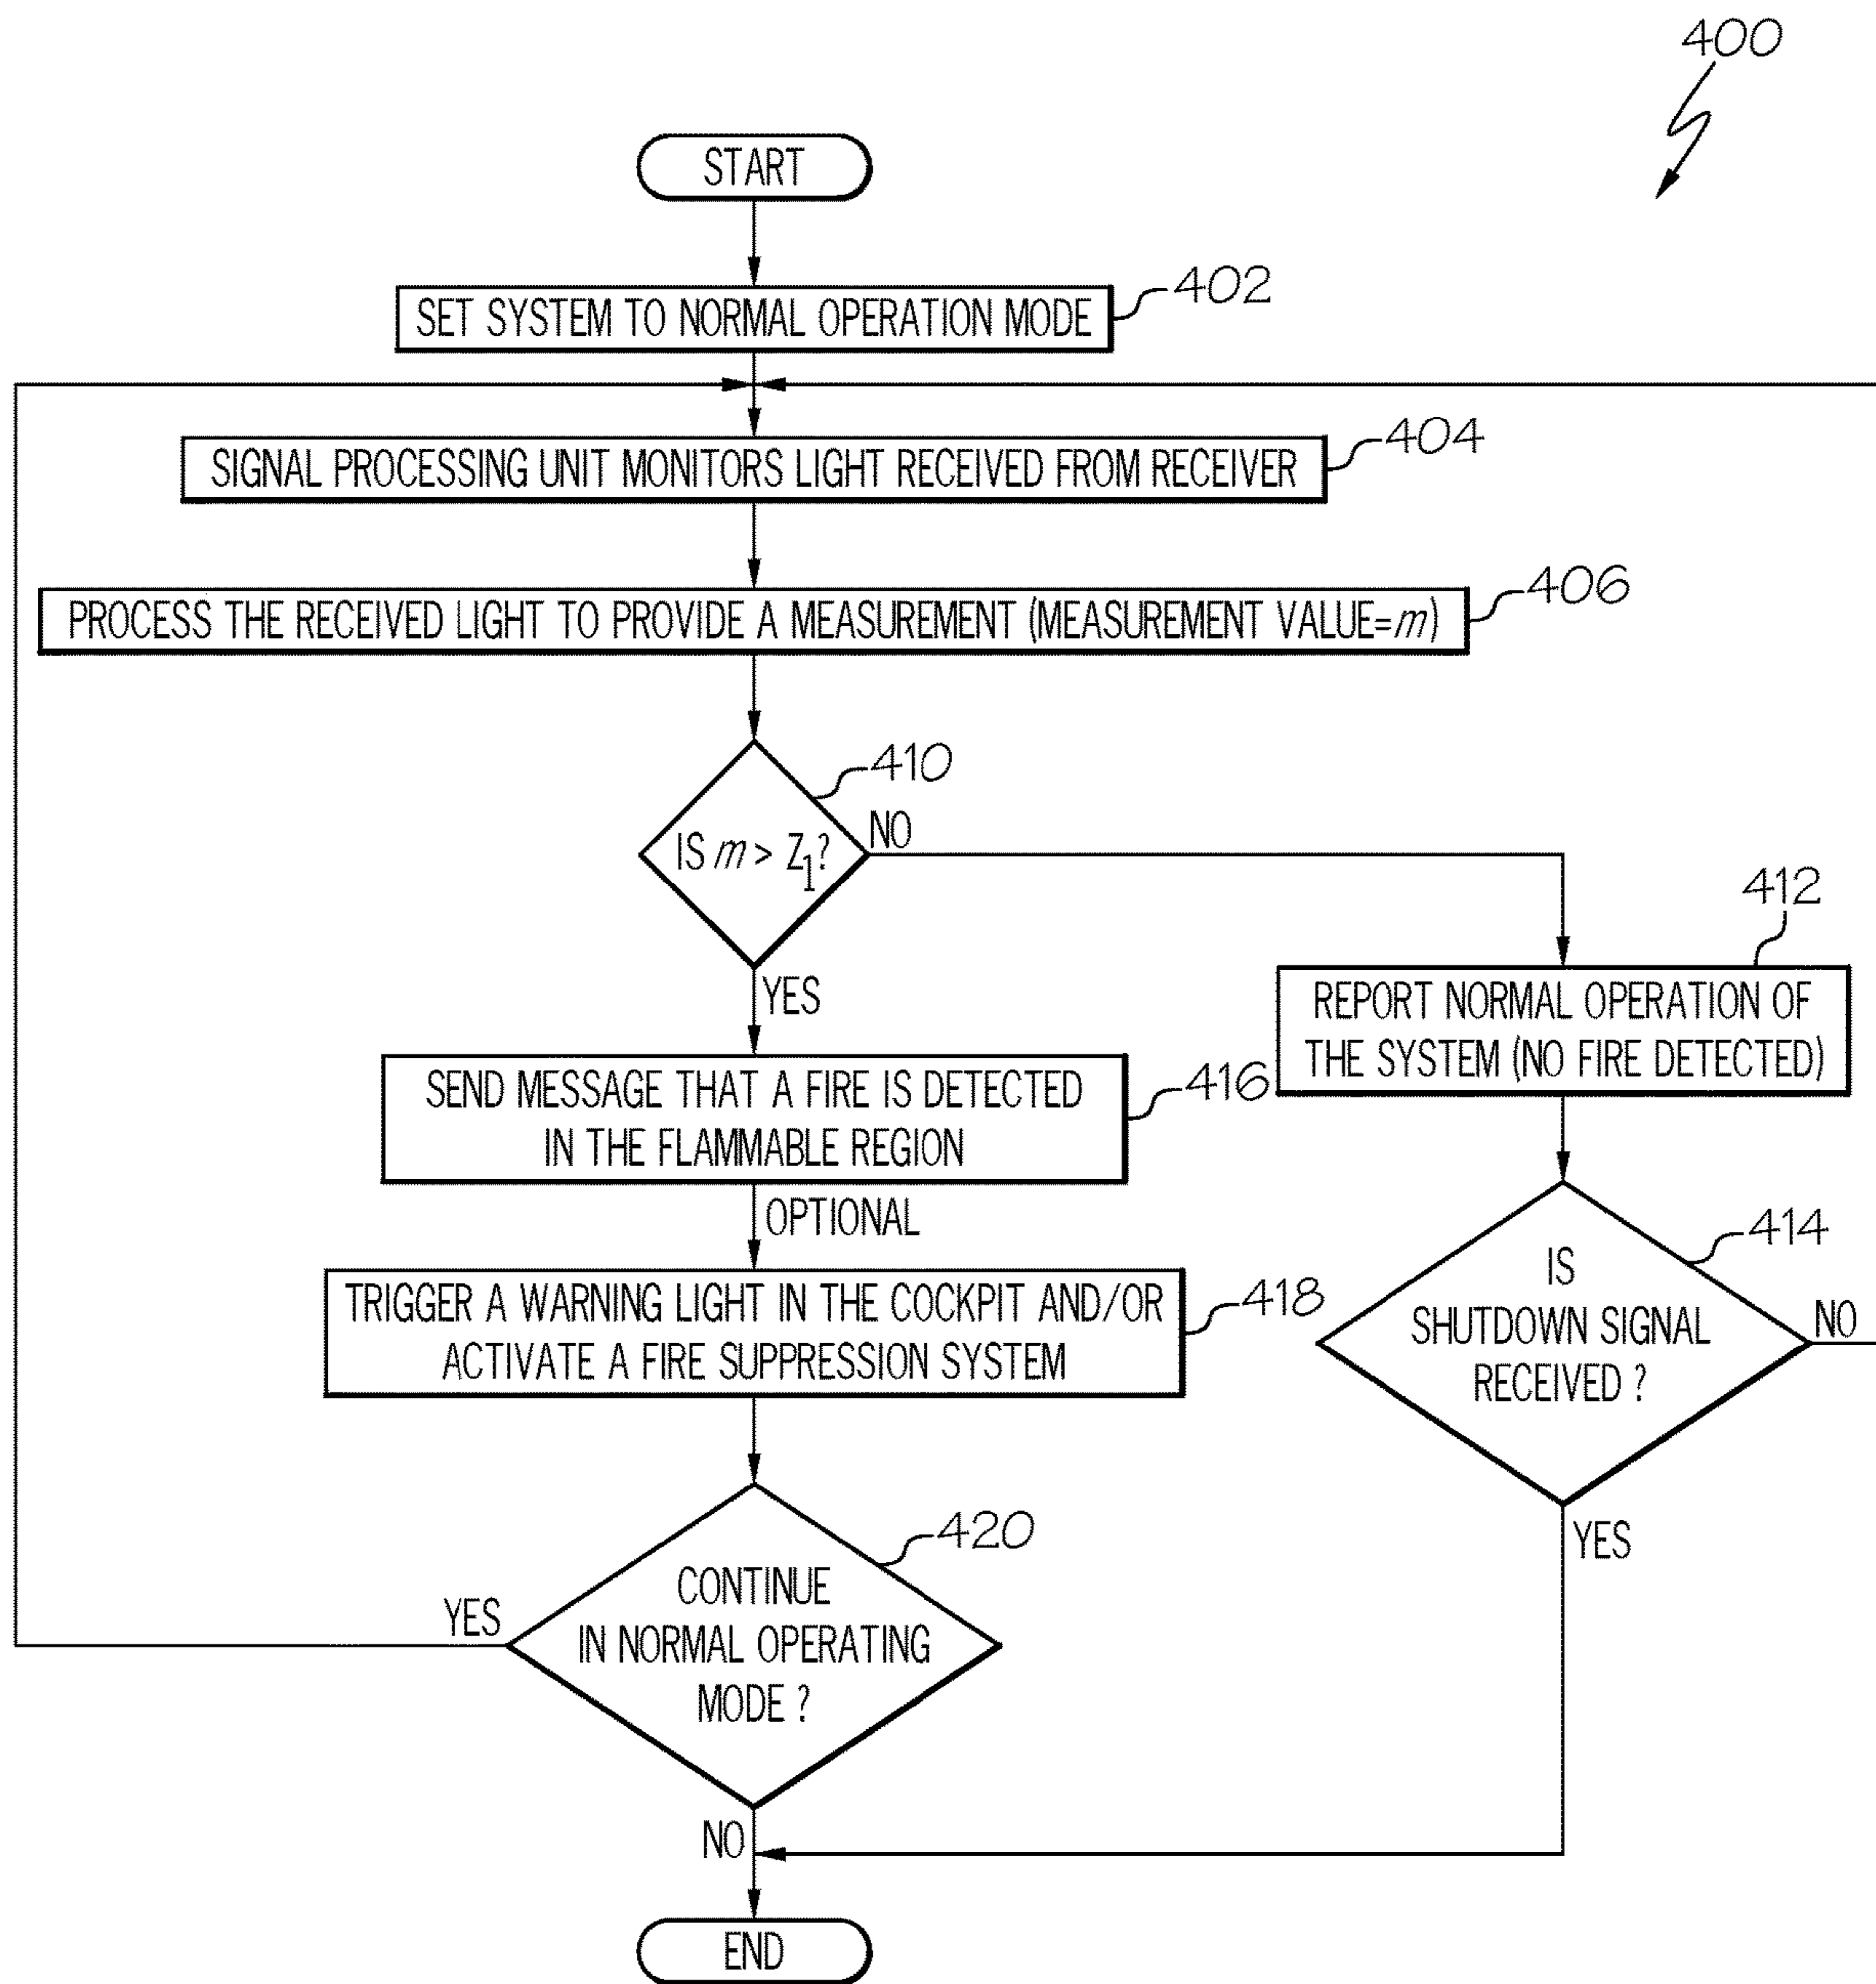 400
START
SET SYSTEM TO NORMAL OPERATION MODE
402
SIGNAL PROCESSING UNIT MONITORS LIGHT RECEIVED FROM RECEIVER
404
PROCESS THE RECEIVED LIGHT TO PROVIDE A MEASUREMENT (MEASUREMENT VALUE=m)
406
410
IS m > Z1?
NO
YES
412
REPORT NORMAL OPERATION OF
THE SYSTEM (NO FIRE DETECTED)
SEND MESSAGE THAT A FIRE IS DETECTED
IN THE FLAMMABLE REGION
416
OPTIONAL
414
IS
SHUTDOWN SIGNAL
RECEIVED ?
NO
YES
TRIGGER A WARNING LIGHT IN THE COCKPIT AND/OR
ACTIVATE A FIRE SUPPRESSION SYSTEM
418
420
CONTINUE
IN NORMAL OPERATING
MODE ?
YES
NO
END